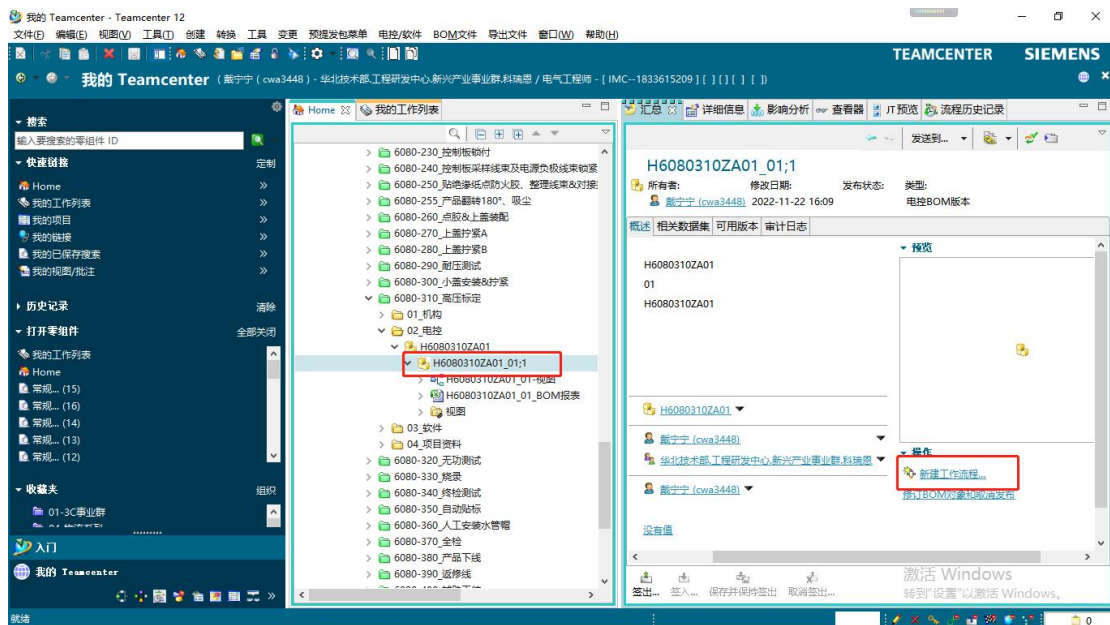 我的 Teamcenter - Teamcenter 12
文件(F) 编辑(E) 视图(V) 工具(T) 创建 转换 工具 变更 预提发包菜单 电控/软件 BOM文件 导出文件 窗口(W) 帮助(H)
TEAMCENTER SIEMENS
我的 Teamcenter ( 戴宁宁 ( cwa3448 ) - 华北技术部.工程研发中心.新兴产业事业群.科瑞恩 / 电气工程师 - [ IMC--1833615209 ] [ ] [ ] [ ] [ ])
搜索
输入要搜索的零组件 ID
快速链接 定制
Home
我的工作列表
我的项目
我的链接
我的已保存搜索
我的视图/批注
历史记录 清除
打开零组件 全部关闭
我的工作列表
Home
常规... (15)
常规... (16)
常规... (14)
常规... (13)
常规... (12)
收藏夹 组织
01-3C事业群
入门
我的 Teamcenter
就绪
Home 我的工作列表
6080-230_控制板锁付
6080-240_控制板采样线束及电源负极线束锁紧
6080-250_贴绝缘纸点防火胶、整理线束&对接
6080-255_产品翻转180°、吸尘
6080-260_点胶&上盖装配
6080-270_上盖拧紧A
6080-280_上盖拧紧B
6080-290_耐压测试
6080-300_小盖安装&拧紧
6080-310_高压标定
01_机构
02_电控
H6080310ZA01
H6080310ZA01_01;1
H6080310ZA01_01-视图
H6080310ZA01_01_BOM报表
视图
03_软件
04_项目资料
6080-320_无功测试
6080-330_烧录
6080-340_终检测试
6080-350_自动贴标
6080-360_人工安装水管帽
6080-370_全检
6080-380_产品下线
6080-390_返修线
汇总 详细信息 影响分析 查看器 JT 预览 流程历史记录
发送到...
H6080310ZA01_01;1
所有者: 修改日期: 发布状态: 类型:
戴宁宁 (cwa3448) 2022-11-22 16:09 电控BOM版本
概述 相关数据集 可用版本 审计日志
H6080310ZA01
01
H6080310ZA01
预览
H6080310ZA01
戴宁宁 (cwa3448)
华北技术部.工程研发中心.新兴产业事业群.科瑞恩
戴宁宁 (cwa3448)
没有值
操作
新建工作流程...
修订BOM对象和取消发布
签出... 签入... 保存并保持签出 取消签出...
激活 Windows
转到"设置"以激活 Windows。
0